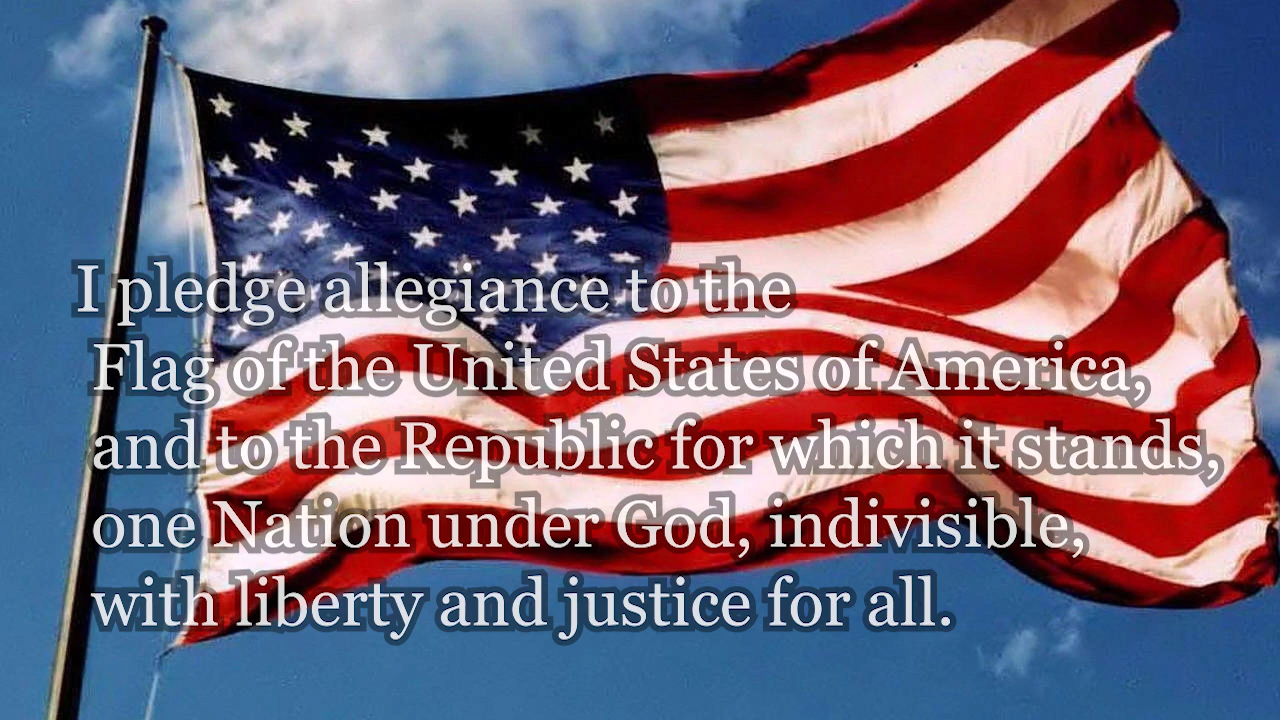 I pledge allegiance to the
Flag of the United States of America,
and to the Republic for which it stands,
one Nation under God, indivisible,
with liberty and justice for all.